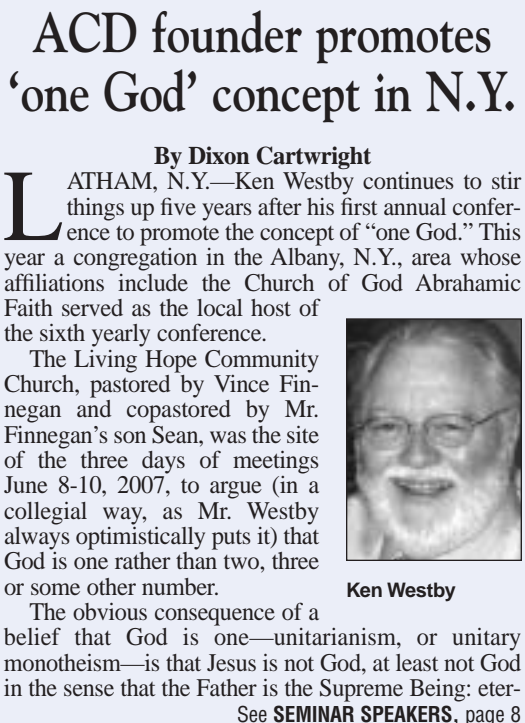 ACD founder promotes
‘one God’ concept in N.Y.
By Dixon Cartwright
LATHAM, N.Y.—Ken Westby continues to stir
things up five years after his first annual confer-
ence to promote the concept of “one God.” This
year a congregation in the Albany, N.Y., area whose
affiliations include the Church of God Abrahamic
Faith served as the local host of
the sixth yearly conference.
The Living Hope Community
Church, pastored by Vince Fin-
negan and copastored by Mr.
Finnegan’s son Sean, was the site
of the three days of meetings
June 8-10, 2007, to argue (in a
collegial way, as Mr. Westby
always optimistically puts it) that
God is one rather than two, three
or some other number.
Ken Westby
The obvious consequence of a
belief that God is one—unitarianism, or unitary
monotheism—is that Jesus is not God, at least not God
in the sense that the Father is the Supreme Being: eter-
See SEMINAR SPEAKERS, page 8